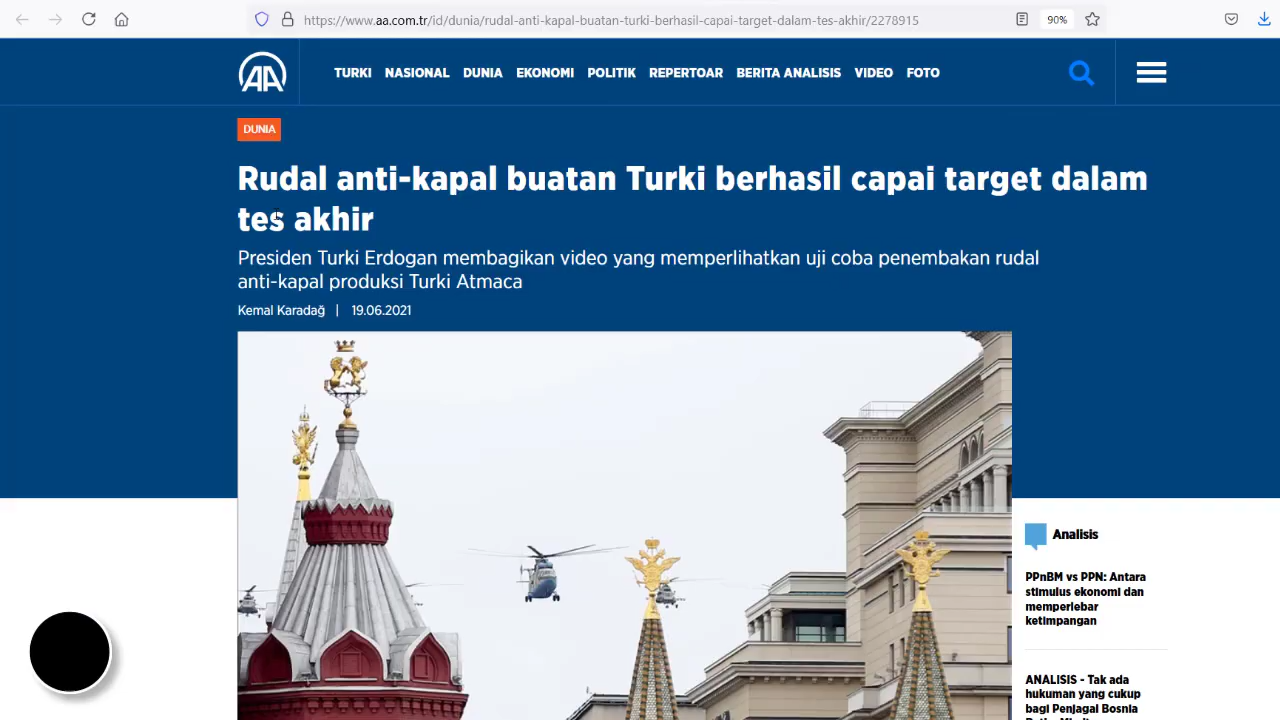 https://www.aa.com.tr/id/dunia/rudal-anti-kapal-buatan-turki-berhasil-capai-target-dalam-tes-akhir/2278915
90%
AA
TURKI NASIONAL DUNIA EKONOMI POLITIK REPERTOAR BERITA ANALISIS VIDEO FOTO
DUNIA
Rudal anti-kapal buatan Turki berhasil capai target dalam
tes akhir
Presiden Turki Erdogan membagikan video yang memperlihatkan uji coba penembakan rudal
anti-kapal produksi Turki Atmaca
Kemal Karadağ | 19.06.2021
Analisis
PPnBM vs PPN: Antara
stimulus ekonomi dan
memperlebar
ketimpangan
ANALISIS - Tak ada
hukuman yang cukup
bagi Penjagal Bosnia